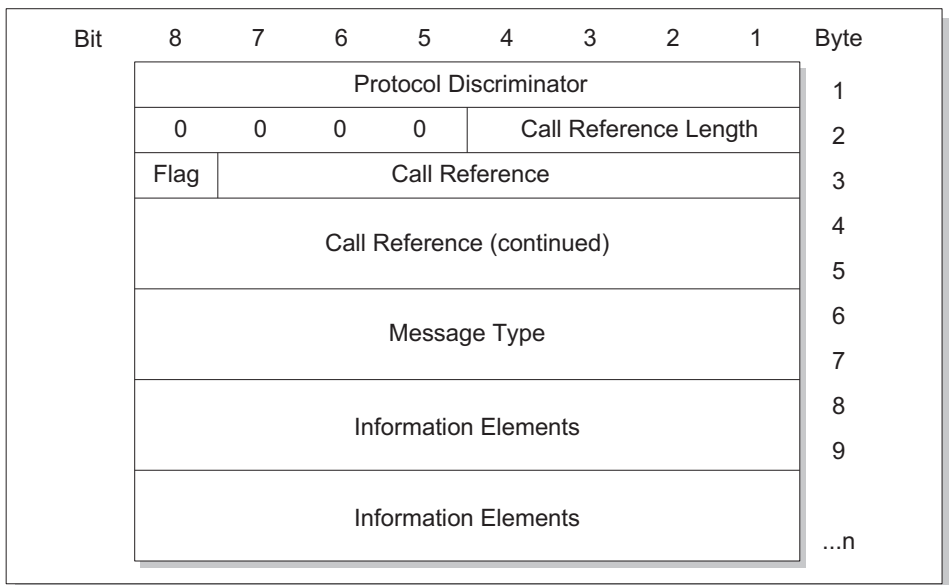 Bit 8 7 6 5 4 3 2 1 Byte
Protocol Discriminator 1
0 0 0 0 Call Reference Length 2
Flag Call Reference 3
4
Call Reference (continued)
5
6
Message Type
7
8
Information Elements
9
Information Elements
...n